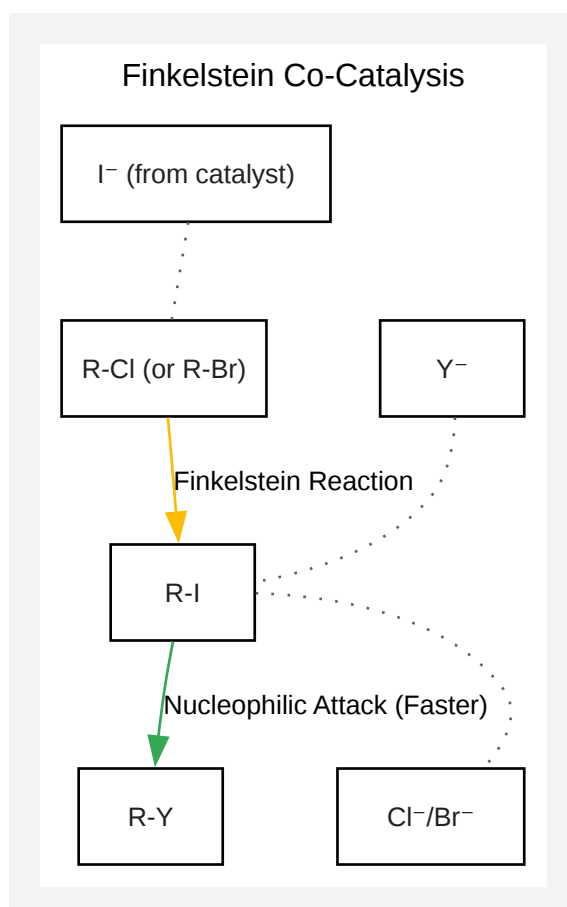 Finkelstein Co-Catalysis
I⁻ (from catalyst)
R-Cl (or R-Br)
Y⁻
Finkelstein Reaction
R-I
Nucleophilic Attack (Faster)
R-Y
Cl⁻/Br⁻